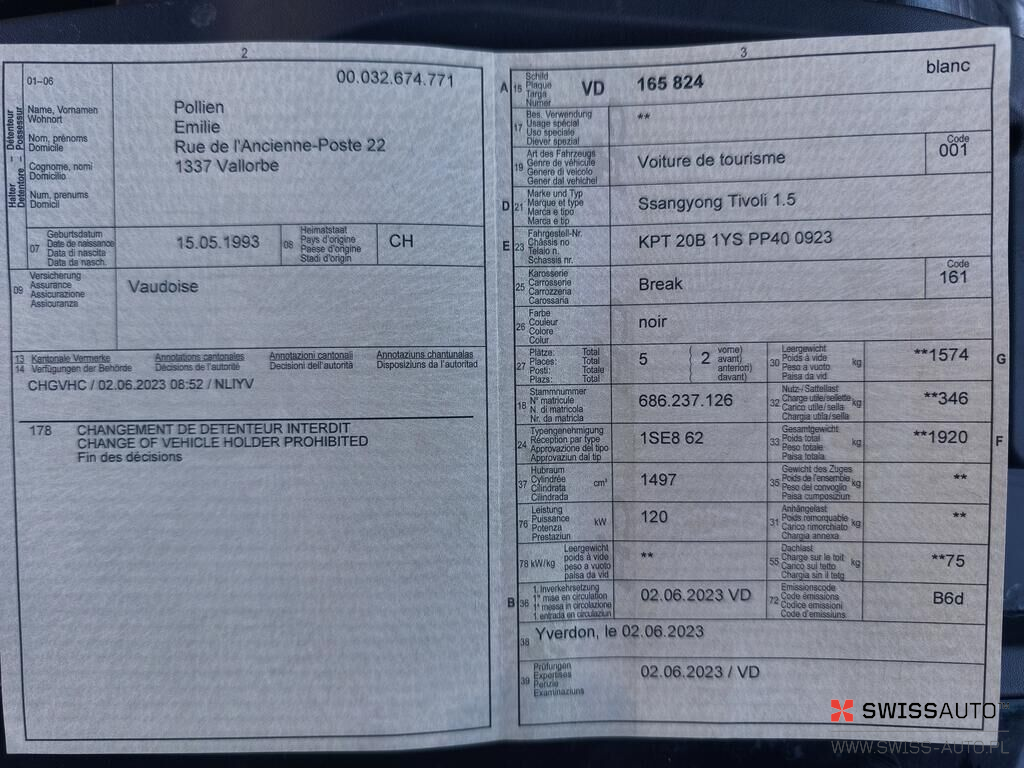 2
01–06
00.032.674.771
Halter – Détenteur
Detentore – Possessur
Name, Vornamen
Wohnort
Nom, prénoms
Domicile
Cognome, nomi
Domicilio
Num, prenums
Domicil
Pollien
Emilie
Rue de l'Ancienne-Poste 22
1337 Vallorbe
07
Geburtsdatum
Date de naissance
Data di nascita
Data da nasch.
15.05.1993
08
Heimatstaat
Pays d'origine
Paese d'origine
Stadi d'origin
CH
09
Versicherung
Assurance
Assicurazione
Assicuranza
Vaudoise
13 Kantonale Vermerke Annotations cantonales Annotazioni cantonali Annotaziuns chantunalas
14 Verfügungen der Behörde Décisions de l'autorité Decisioni dell'autorità Disposiziuns da l'autoritad
CHGVHC / 02.06.2023 08:52 / NLIYV
178 CHANGEMENT DE DETENTEUR INTERDIT
CHANGE OF VEHICLE HOLDER PROHIBITED
Fin des décisions
3
blanc
A 15
Schild
Plaque
Targa
Numer
VD 165 824
17
Bes. Verwendung
Usage spécial
Uso speciale
Diever spezial
**
19
Art des Fahrzeugs
Genre de véhicule
Genere di veicolo
Gener dal vehichel
Voiture de tourisme
Code
001
D 21
Marke und Typ
Marque et type
Marca e tipo
Marca e tip
Ssangyong Tivoli 1.5
E 23
Fahrgestell-Nr.
Châssis no
Telaio n.
Schassis nr.
KPT 20B 1YS PP40 0923
25
Karosserie
Carrosserie
Carrozzeria
Carossaria
Break
Code
161
26
Farbe
Couleur
Colore
Colur
noir
27
Plätze: Total
Places: Total
Posti: Totale
Plazs: Total
5
( 2
vorne)
avant)
anteriori)
davant)
30
Leergewicht
Poids à vide
Peso a vuoto
Paisa da vid
kg
**1574
G
18
Stammnummer
N° matricule
N. di matricola
Nr. da matricla
686.237.126
32
Nutz-/Sattellast
Charge utile/sellette
Carico utile/sella
Chargia utila/sella
kg
**346
24
Typengenehmigung
Réception par type
Approvazione del tipo
Approvaziun dal tip
1SE8 62
33
Gesamtgewicht
Poids total
Peso totale
Paisa totala
kg
**1920
F
37
Hubraum
Cylindrée
Cilindrata
Cilindrada
cm³
1497
35
Gewicht des Zuges
Poids de l'ensemble
Peso del convoglio
Paisa cumposiziun
kg
**
76
Leistung
Puissance
Potenza
Prestaziun
kW
120
31
Anhängelast
Poids remorquable
Carico rimorchiato
Chargia annexa
kg
**
78 kW/kg
Leergewicht
poids à vide
peso a vuoto
paisa da vid
**
55
Dachlast
Charge sur le toit
Carico sul tetto
Chargia sin il tetg
kg
**75
B 36
1. Inverkehrsetzung
1re mise en circulation
1a messa in circolazione
1. entrada en circulaziun
02.06.2023 VD
72
Emissionscode
Code émissions
Codice emissioni
Code d'emissiuns
B6d
38
Yverdon, le 02.06.2023
39
Prüfungen
Expertises
Perizie
Examinaziuns
02.06.2023 / VD
SWISSAUTO
WWW.SWISS-AUTO.PL